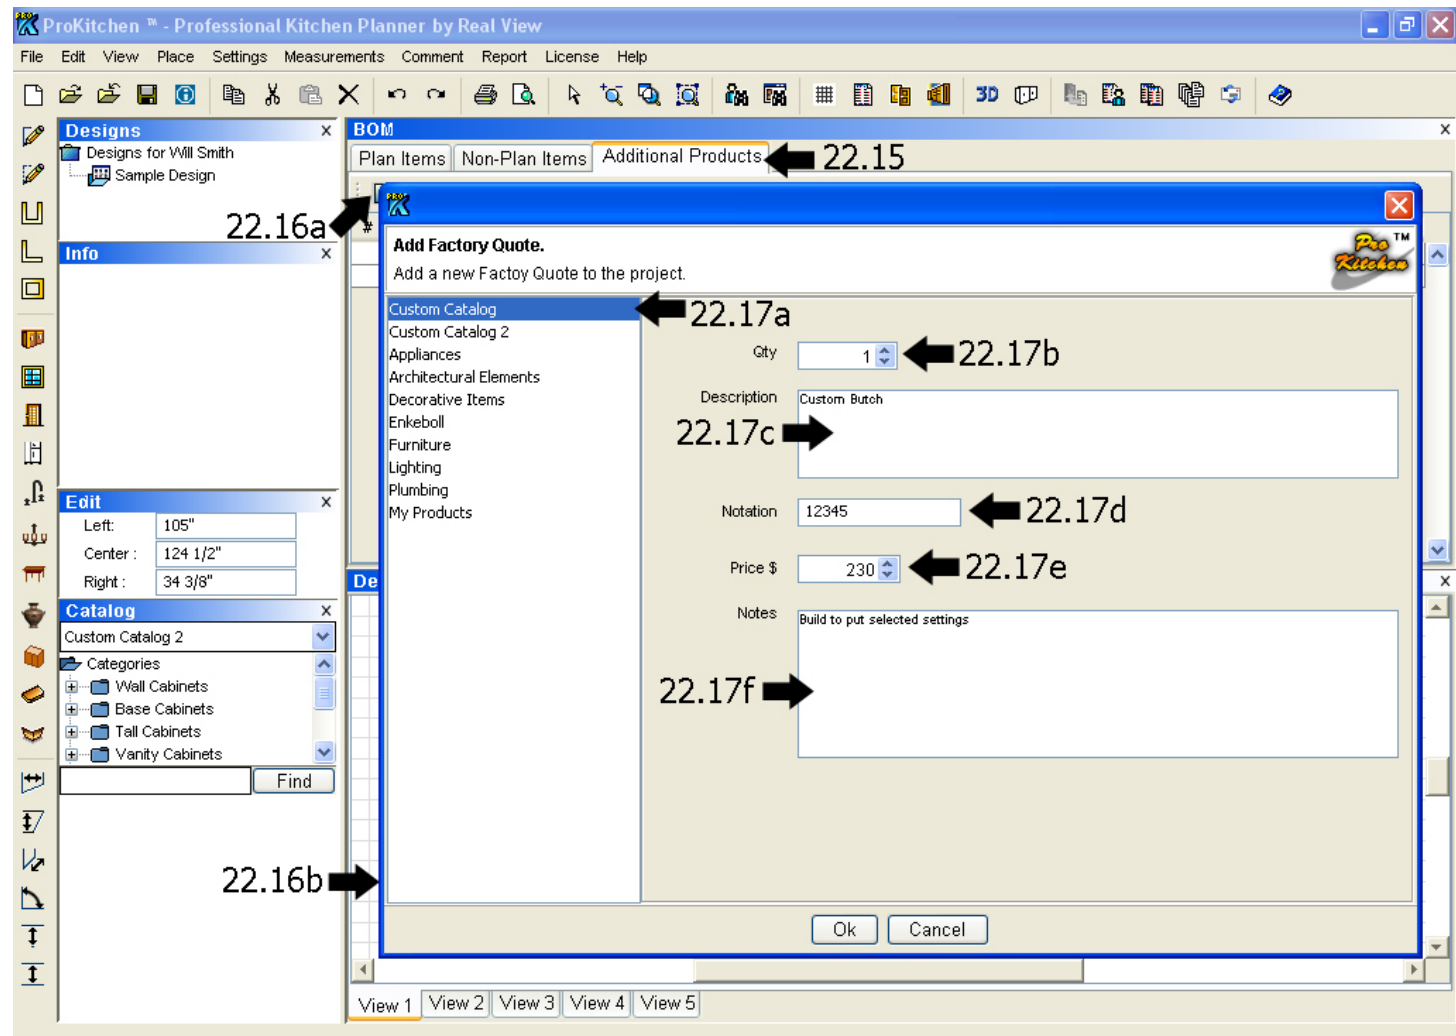 ProKitchen ™ - Professional Kitchen Planner by Real View
File Edit View Place Settings Measurements Comment Report License Help
3D
Designs x
Designs for Will Smith
Sample Design
22.16a
Info x
Edit x
Left: 105"
Center : 124 1/2"
Right : 34 3/8"
Catalog x
Custom Catalog 2
Categories
Wall Cabinets
Base Cabinets
Tall Cabinets
Vanity Cabinets
Find
22.16b
BOM x
Plan Items Non-Plan Items Additional Products 22.15
#
PRO
Add Factory Quote.
Add a new Factoy Quote to the project.
Pro Kitchen TM
Custom Catalog 22.17a
Custom Catalog 2
Appliances
Architectural Elements
Decorative Items
Enkeboll
Furniture
Lighting
Plumbing
My Products
Qty 1 22.17b
Description Custom Butch
22.17c
Notation 12345 22.17d
Price $ 230 22.17e
Notes Build to put selected settings
22.17f
Ok Cancel
De x
View 1 View 2 View 3 View 4 View 5